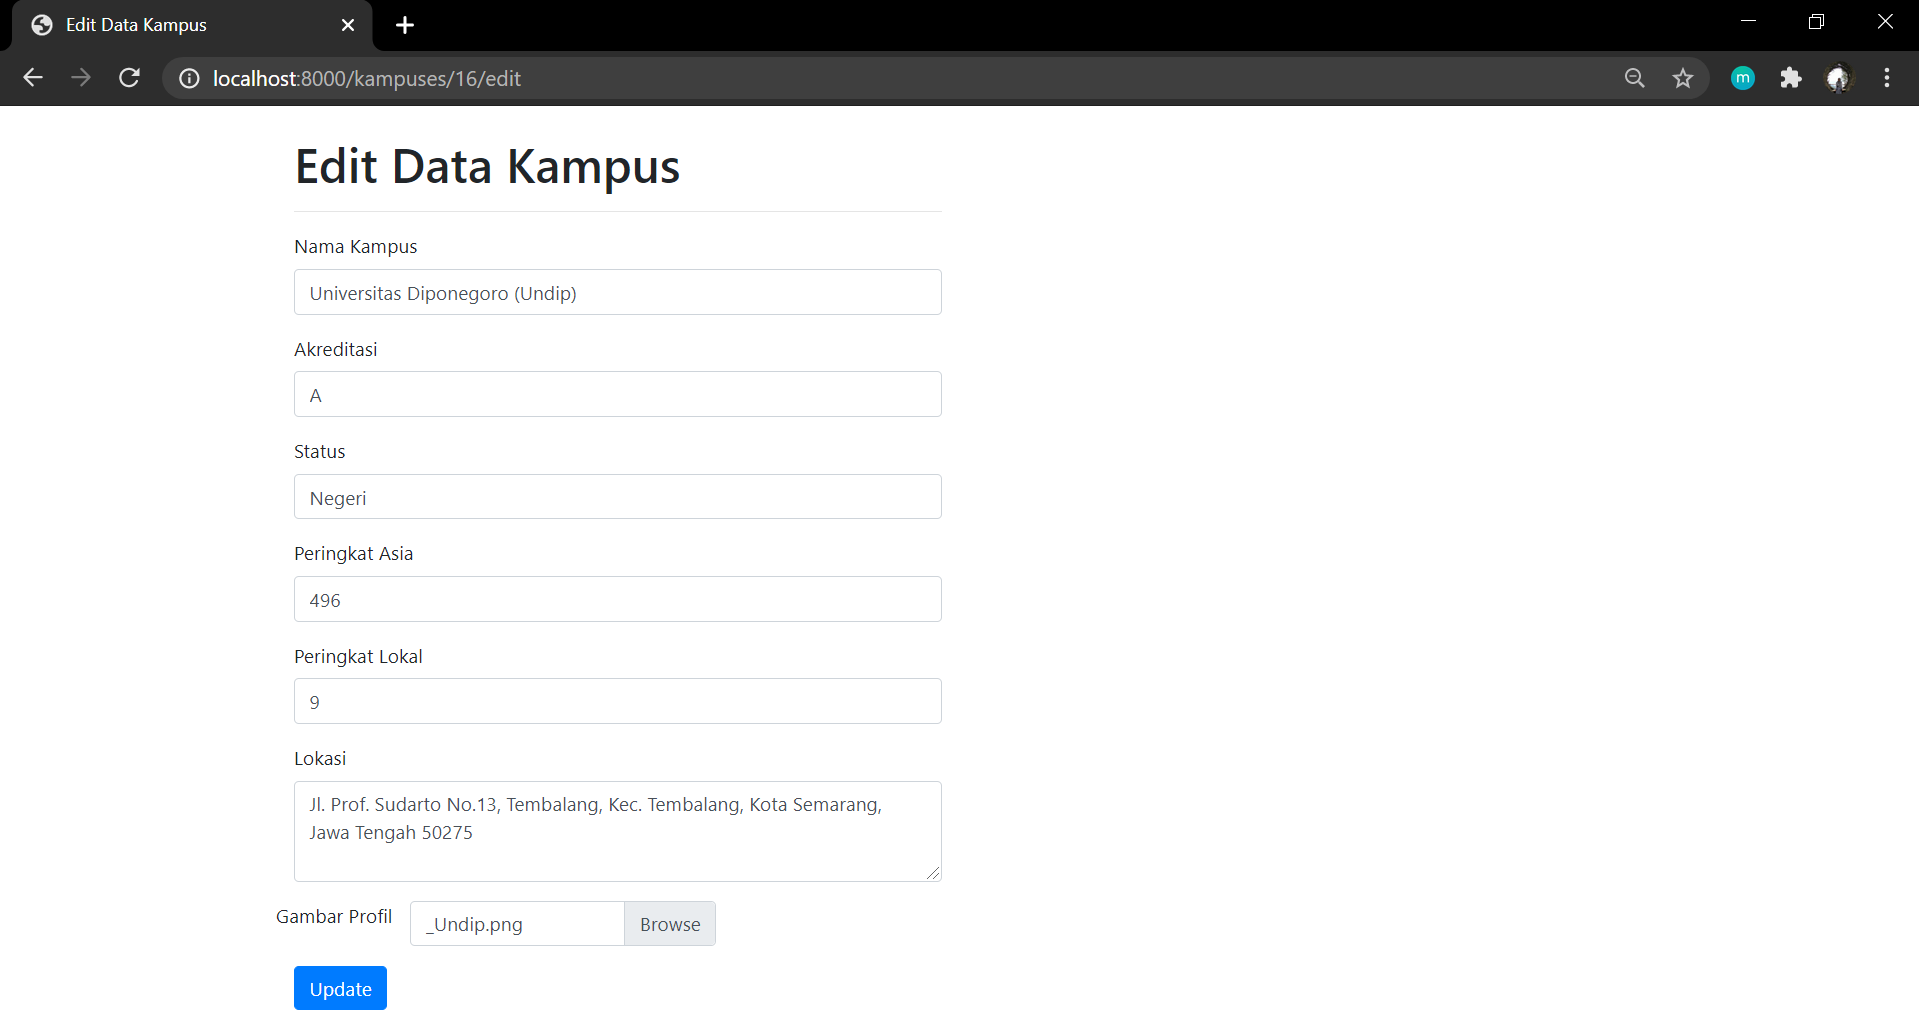 Edit Data Kampus
localhost:8000/kampuses/16/edit
m
Edit Data Kampus
Nama Kampus
Universitas Diponegoro (Undip)
Akreditasi
A
Status
Negeri
Peringkat Asia
496
Peringkat Lokal
9
Lokasi
Jl. Prof. Sudarto No.13, Tembalang, Kec. Tembalang, Kota Semarang,
Jawa Tengah 50275
Gambar Profil
_Undip.png
Browse
Update